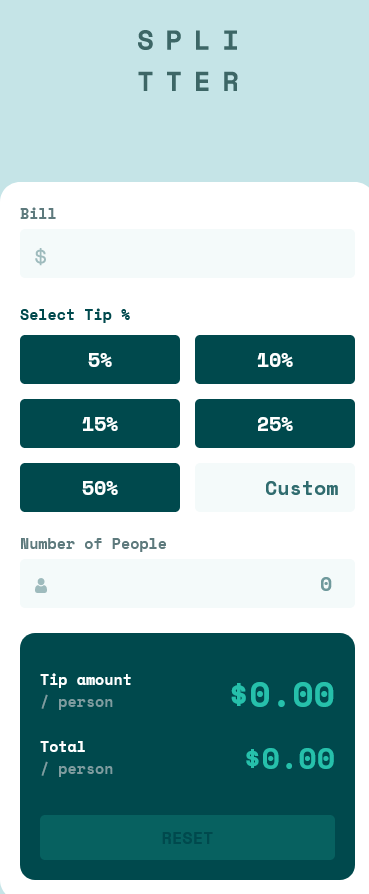 SPLI
TTER
Bill
$
Select Tip %
5%
10%
15%
25%
50%
Custom
Number of People
0
Tip amount
/ person
$0.00
Total
/ person
$0.00
RESET